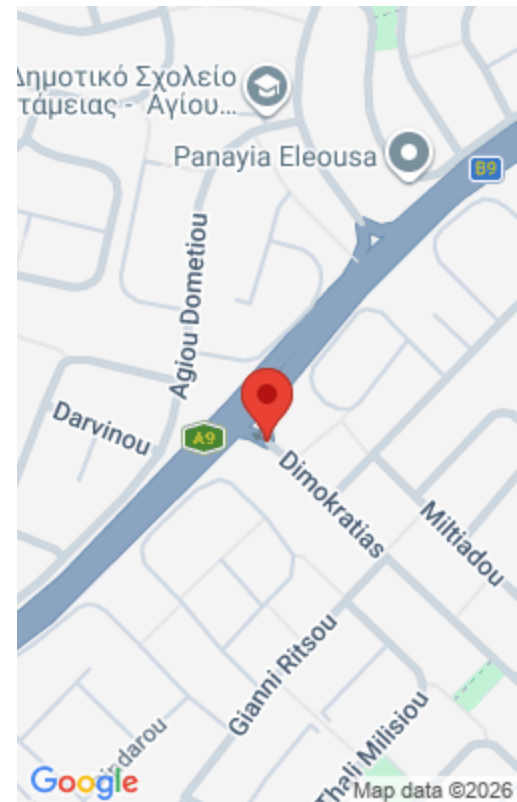 Δημοτικό Σχολείο
τάμειας - Αγίου...
Panayia Eleousa
B9
Agiou Dometiou
A9
Darvinou
Dimokratias
Miltiadou
Gianni Ritsou
Thali Milisiou
indarou
Google
Map data ©2026